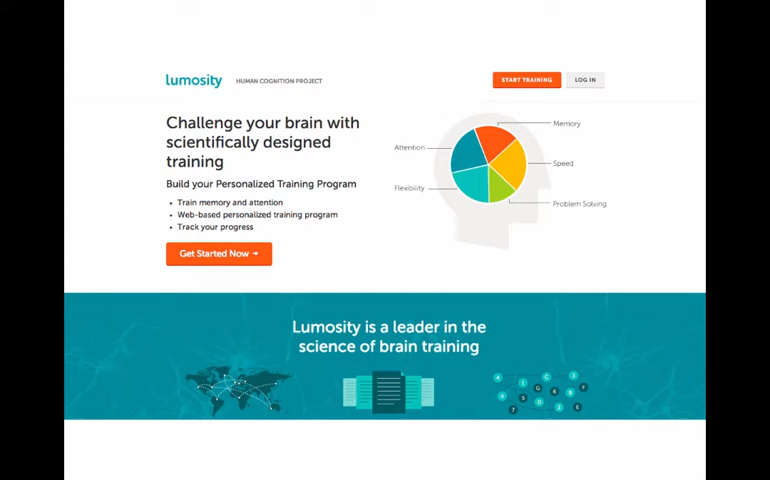 lumosity
HUMAN COGNITION PROJECT
START TRAINING
LOG IN
Challenge your brain with
scientifically designed
training
Build your Personalized Training Program
• Train memory and attention
• Web-based personalized training program
• Track your progress
Get Started Now →
Memory
Attention
Speed
Flexibility
Problem Solving
Lumosity is a leader in the
science of brain training